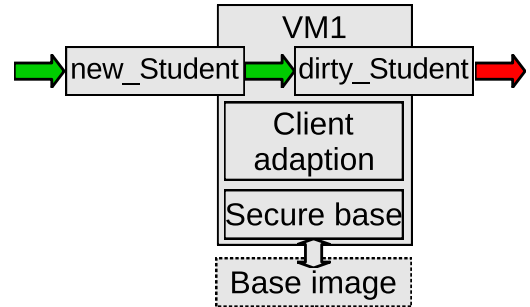 VM1
new_Student
dirty_Student
Client
adaption
Secure base
Base image